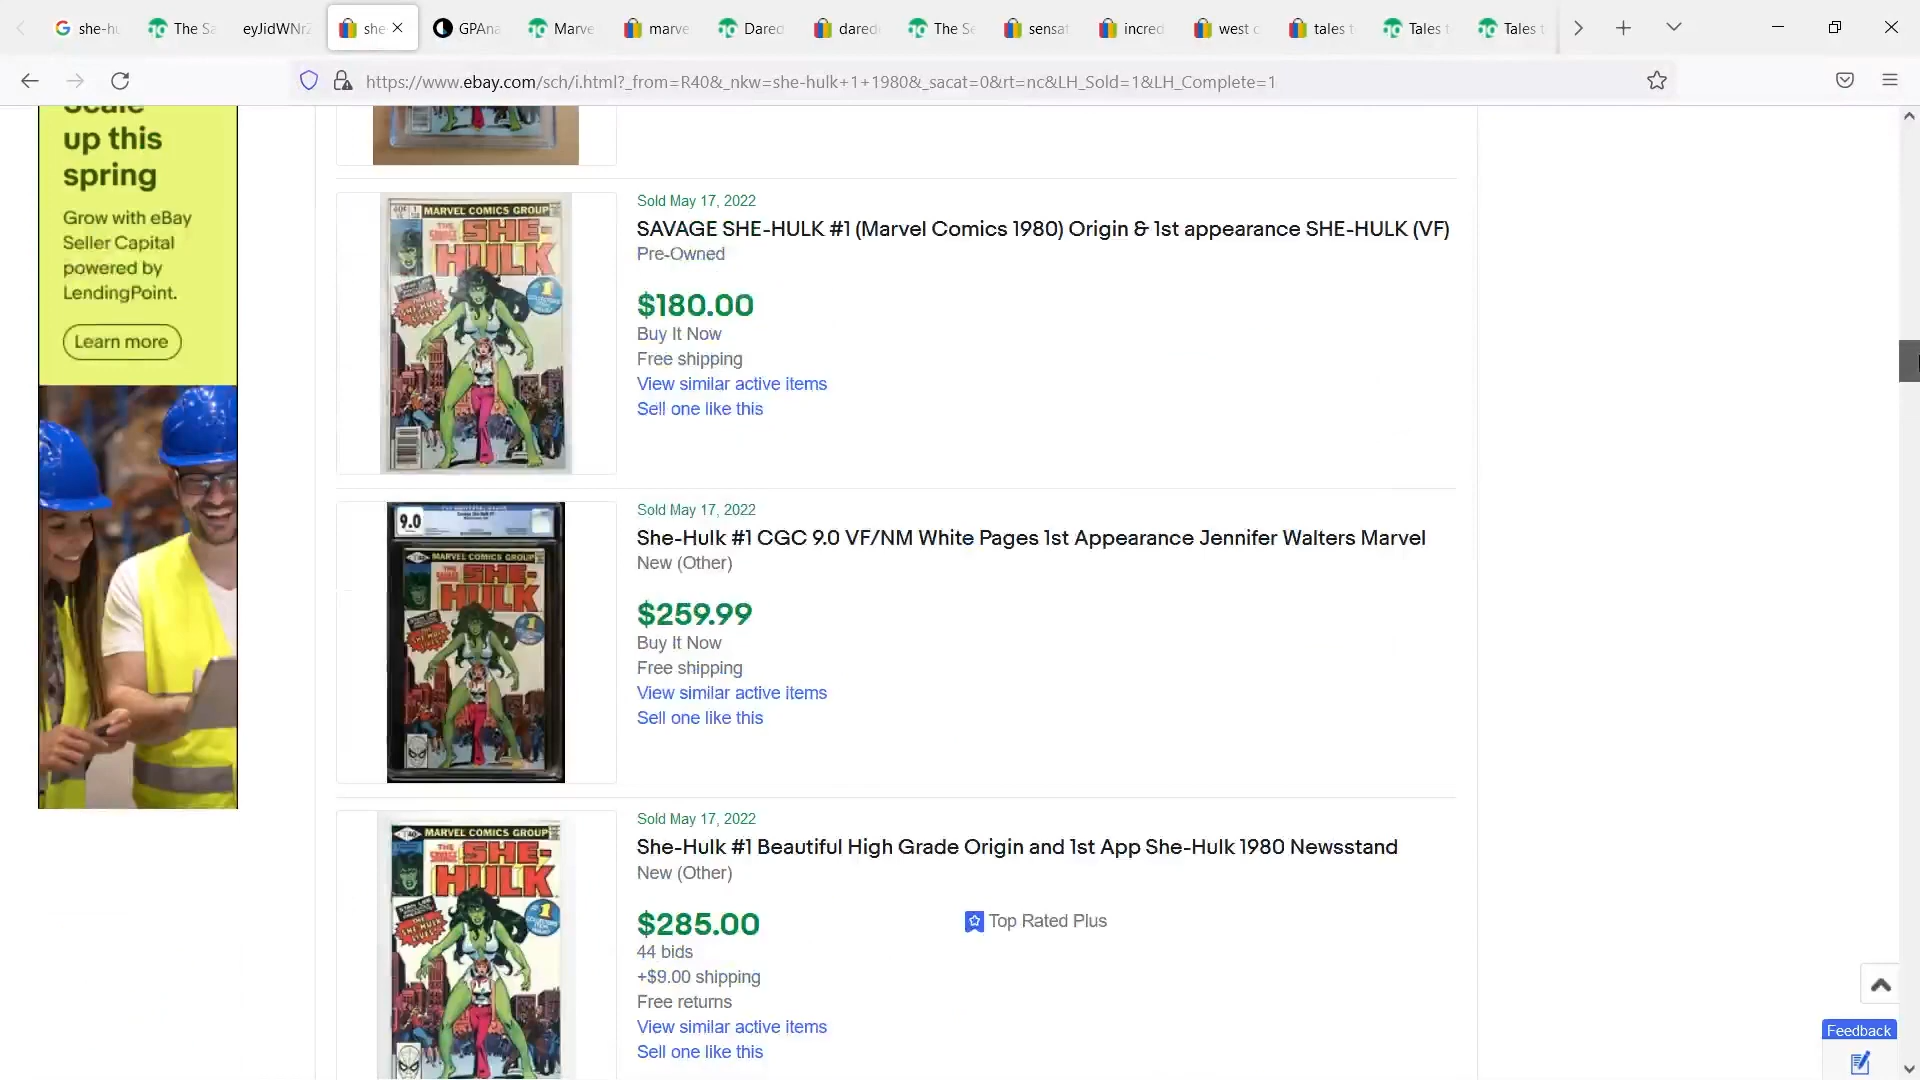 she-hu
The Sa
eyJidWNrZ
she-
GPAna
Marve
marve
Dared
dared
The Se
sensat
incred
west c
tales t
Tales t
Tales t
https://www.ebay.com/sch/i.html?_from=R40&_nkw=she-hulk+1+1980&_sacat=0&rt=nc&LH_Sold=1&LH_Complete=1
Scale
up this
spring
Grow with eBay
Seller Capital
powered by
LendingPoint.
Learn more
Sold May 17, 2022
SAVAGE SHE-HULK #1 (Marvel Comics 1980) Origin & 1st appearance SHE-HULK (VF)
Pre-Owned
$180.00
Buy It Now
Free shipping
View similar active items
Sell one like this
MARVEL COMICS GROUP
THE SAVAGE
SHE-
HULK
Sold May 17, 2022
She-Hulk #1 CGC 9.0 VF/NM White Pages 1st Appearance Jennifer Walters Marvel
New (Other)
$259.99
Buy It Now
Free shipping
View similar active items
Sell one like this
9.0
MARVEL COMICS GROUP
SHE-
HULK
Sold May 17, 2022
She-Hulk #1 Beautiful High Grade Origin and 1st App She-Hulk 1980 Newsstand
New (Other)
$285.00
44 bids
+$9.00 shipping
Free returns
View similar active items
Sell one like this
Top Rated Plus
MARVEL COMICS GROUP
THE SAVAGE
SHE-
HULK
Feedback